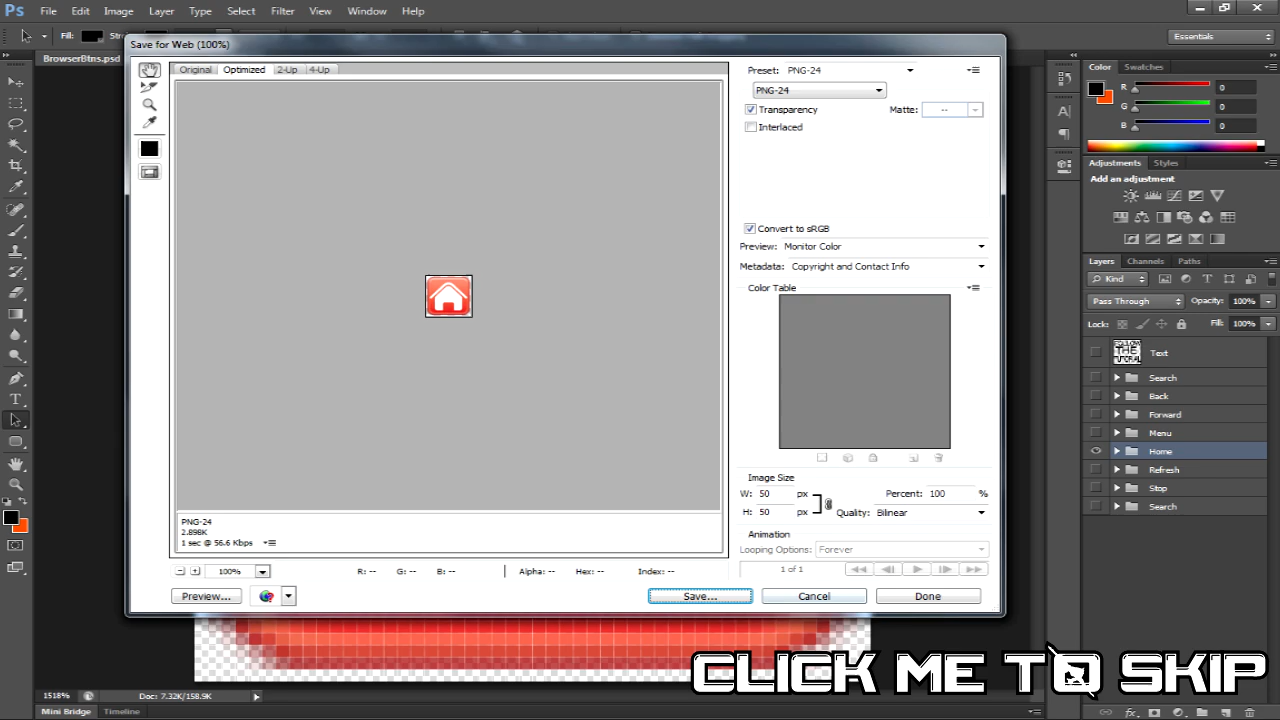 Ps File Edit Image Layer Type Select Filter View Window Help
Fill: Essentials
BrowserBtns.psd
Save for Web (100%)
Original Optimized 2-Up 4-Up
Preset: PNG-24
PNG-24
Transparency Matte: --
Interlaced
Convert to sRGB
Preview: Monitor Color
Metadata: Copyright and Contact Info
Color Table
Image Size
W: 50 px Percent: 100 %
H: 50 px Quality: Bilinear
Animation
Looping Options: Forever
1 of 1
PNG-24
2.898K
1 sec @ 56.6 Kbps
100% R: -- G: -- B: -- Alpha: -- Hex: -- Index: --
Preview... Save... Cancel Done
Color Swatches
R 0
G 0
B 0
Adjustments Styles
Add an adjustment
Layers Channels Paths
Kind
Pass Through Opacity: 100%
Lock: Fill: 100%
FOLLOW THE TUTORIAL Text
Search
Back
Forward
Menu
Home
Refresh
Stop
Search
CLICK ME TO SKIP
1518% Doc: 7.32K/158.9K
Mini Bridge Timeline